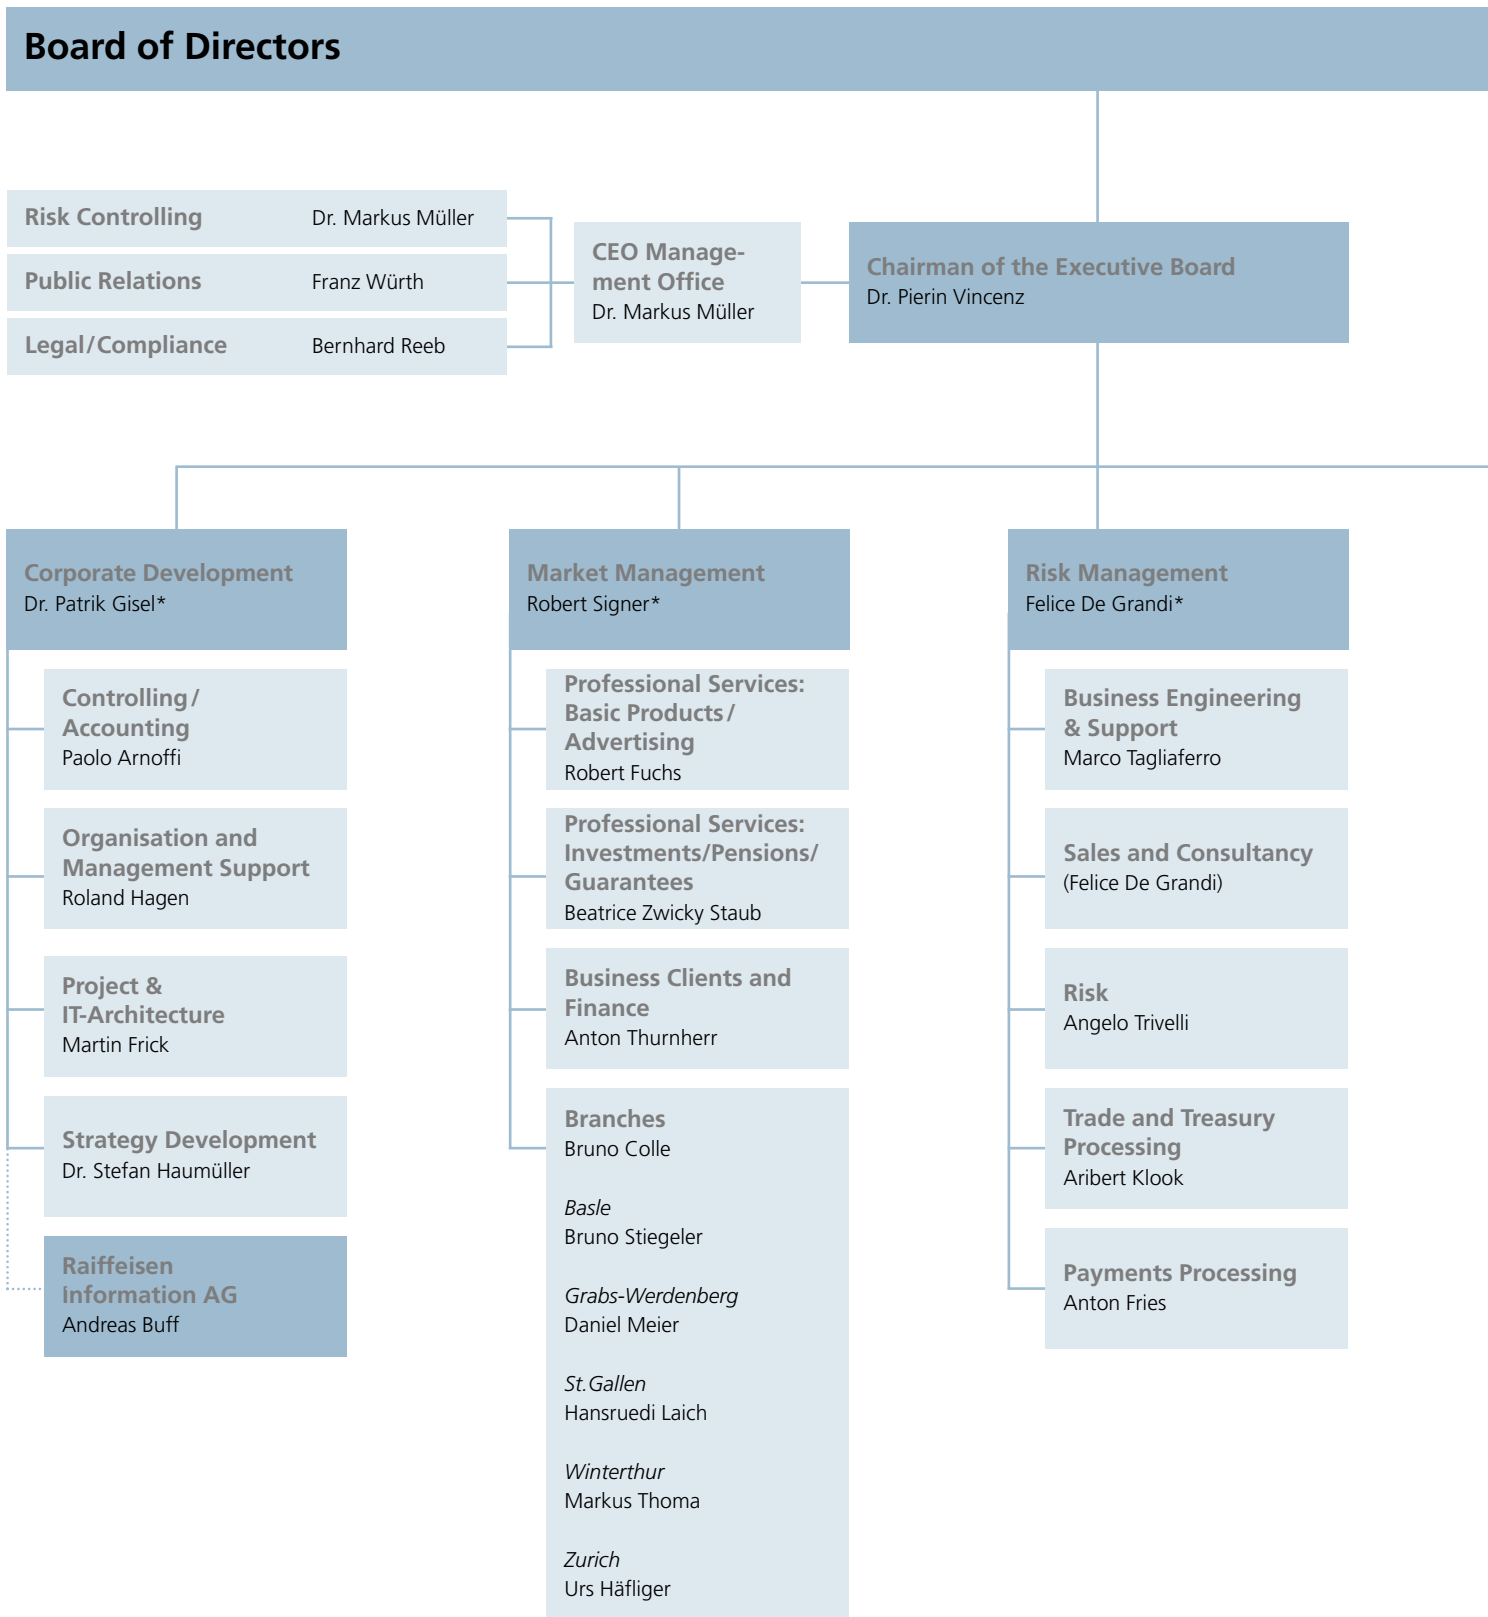 Board of Directors
Risk Controlling Dr. Markus Müller
Public Relations Franz Würth
Legal/Compliance Bernhard Reeb
CEO Manage-
ment Office
Dr. Markus Müller
Chairman of the Executive Board
Dr. Pierin Vincenz
Corporate Development
Dr. Patrik Gisel*
Controlling/
Accounting
Paolo Arnoffi
Organisation and
Management Support
Roland Hagen
Project &
IT-Architecture
Martin Frick
Strategy Development
Dr. Stefan Haumüller
Raiffeisen
Information AG
Andreas Buff
Market Management
Robert Signer*
Professional Services:
Basic Products/
Advertising
Robert Fuchs
Professional Services:
Investments/Pensions/
Guarantees
Beatrice Zwicky Staub
Business Clients and
Finance
Anton Thurnherr
Branches
Bruno Colle
Basle
Bruno Stiegeler
Grabs-Werdenberg
Daniel Meier
St.Gallen
Hansruedi Laich
Winterthur
Markus Thoma
Zurich
Urs Häfliger
Risk Management
Felice De Grandi*
Business Engineering
& Support
Marco Tagliaferro
Sales and Consultancy
(Felice De Grandi)
Risk
Angelo Trivelli
Trade and Treasury
Processing
Aribert Klook
Payments Processing
Anton Fries